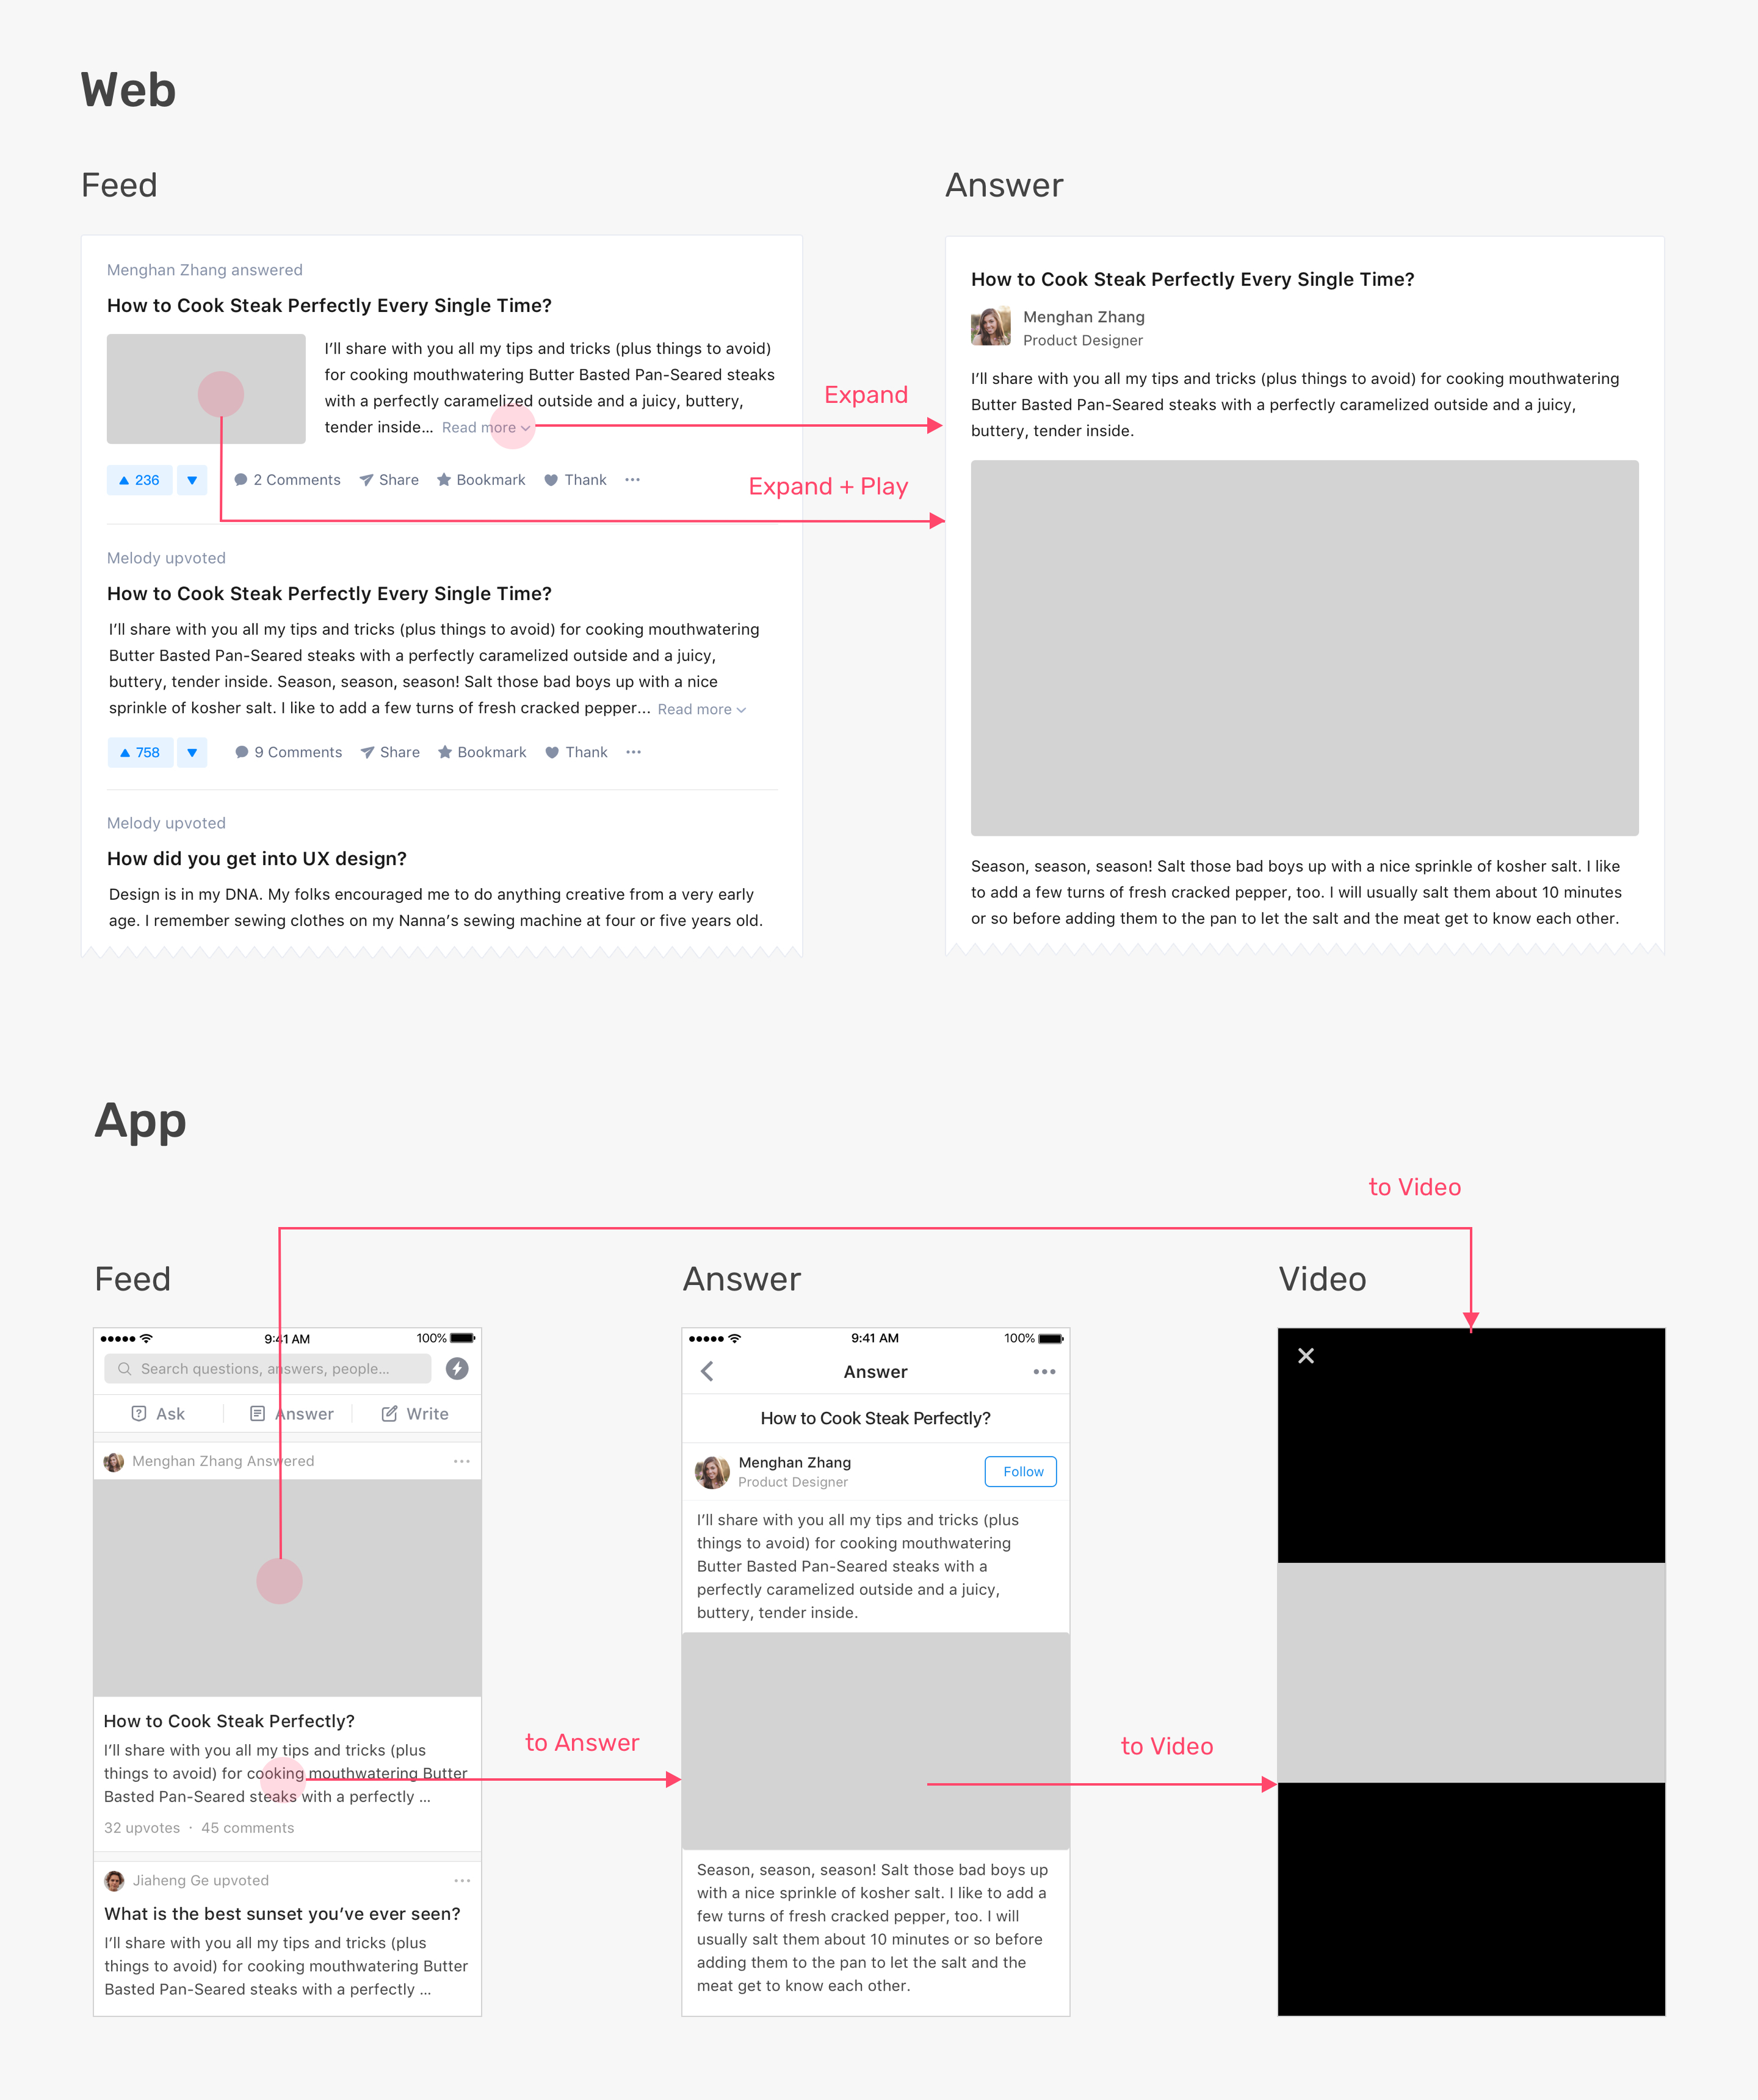 Web
Feed
Menghan Zhang answered
How to Cook Steak Perfectly Every Single Time?
I’ll share with you all my tips and tricks (plus things to avoid)
for cooking mouthwatering Butter Basted Pan-Seared steaks
with a perfectly caramelized outside and a juicy, buttery,
tender inside... Read more
236 2 Comments Share Bookmark Thank
Melody upvoted
How to Cook Steak Perfectly Every Single Time?
I’ll share with you all my tips and tricks (plus things to avoid) for cooking mouthwatering
Butter Basted Pan-Seared steaks with a perfectly caramelized outside and a juicy,
buttery, tender inside. Season, season, season! Salt those bad boys up with a nice
sprinkle of kosher salt. I like to add a few turns of fresh cracked pepper... Read more
758 9 Comments Share Bookmark Thank
Melody upvoted
How did you get into UX design?
Design is in my DNA. My folks encouraged me to do anything creative from a very early
age. I remember sewing clothes on my Nanna’s sewing machine at four or five years old.
Expand
Expand + Play
Answer
How to Cook Steak Perfectly Every Single Time?
Menghan Zhang
Product Designer
I’ll share with you all my tips and tricks (plus things to avoid) for cooking mouthwatering
Butter Basted Pan-Seared steaks with a perfectly caramelized outside and a juicy,
buttery, tender inside.
Season, season, season! Salt those bad boys up with a nice sprinkle of kosher salt. I like
to add a few turns of fresh cracked pepper, too. I will usually salt them about 10 minutes
or so before adding them to the pan to let the salt and the meat get to know each other.
App
to Video
Feed
9:41 AM 100%
Search questions, answers, people...
Ask Answer Write
Menghan Zhang Answered
How to Cook Steak Perfectly?
I’ll share with you all my tips and tricks (plus
things to avoid) for cooking mouthwatering Butter
Basted Pan-Seared steaks with a perfectly ...
32 upvotes · 45 comments
Jiaheng Ge upvoted
What is the best sunset you’ve ever seen?
I’ll share with you all my tips and tricks (plus
things to avoid) for cooking mouthwatering Butter
Basted Pan-Seared steaks with a perfectly ...
to Answer
Answer
9:41 AM 100%
Answer
How to Cook Steak Perfectly?
Menghan Zhang
Product Designer
Follow
I’ll share with you all my tips and tricks (plus
things to avoid) for cooking mouthwatering
Butter Basted Pan-Seared steaks with a
perfectly caramelized outside and a juicy,
buttery, tender inside.
Season, season, season! Salt those bad boys up
with a nice sprinkle of kosher salt. I like to add a
few turns of fresh cracked pepper, too. I will
usually salt them about 10 minutes or so before
adding them to the pan to let the salt and the
meat get to know each other.
to Video
Video